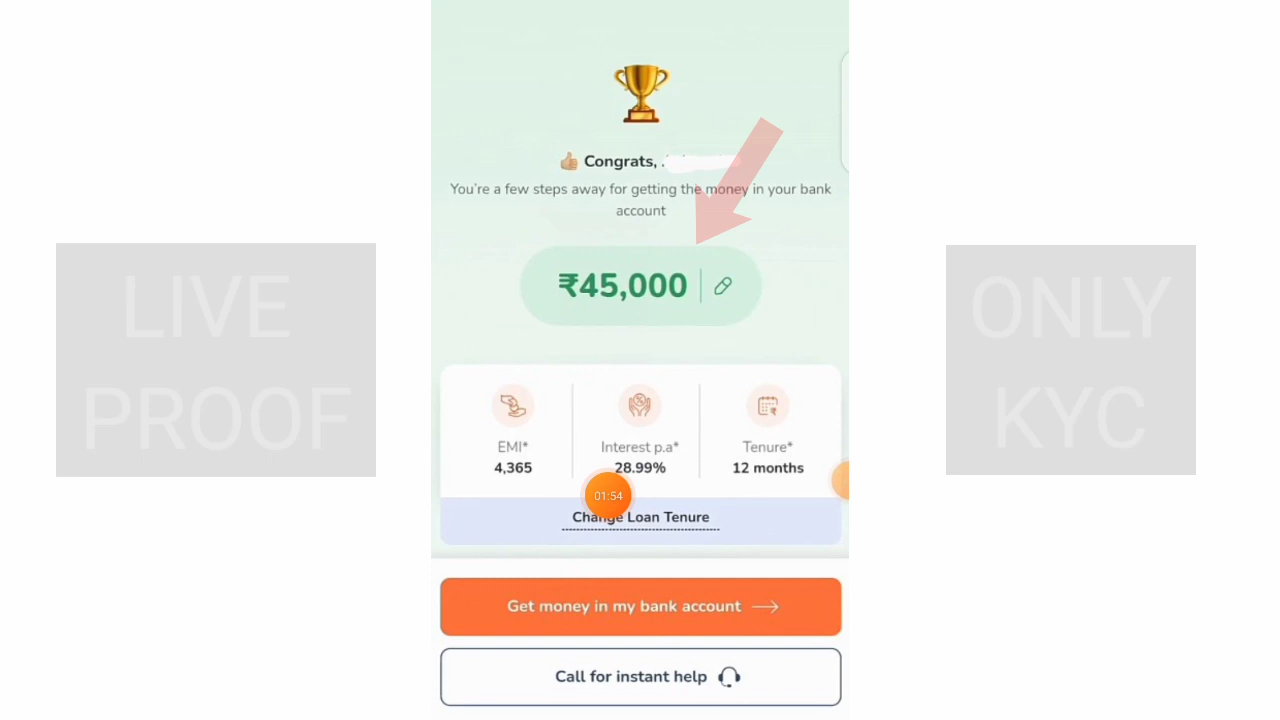 Congrats,
You're a few steps away for getting the money in your bank
account
₹45,000
LIVE
PROOF
ONLY
KYC
EMI*
4,365
Interest p.a*
28.99%
Tenure*
12 months
01:54
Change Loan Tenure
Get money in my bank account
Call for instant help